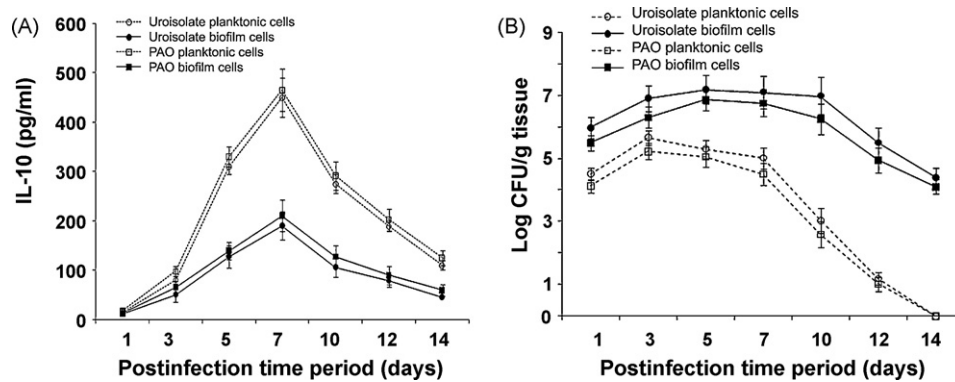 (A)
Uroisolate planktonic cells
Uroisolate biofilm cells
PAO planktonic cells
PAO biofilm cells
600
500
400
300
200
100
0
IL-10 (pg/ml)
1 3 5 7 10 12 14
Postinfection time period (days)
(B)
Uroisolate planktonic cells
Uroisolate biofilm cells
PAO planktonic cells
PAO biofilm cells
9
7
5
3
1
0
Log CFU/g tissue
1 3 5 7 10 12 14
Postinfection time period (days)